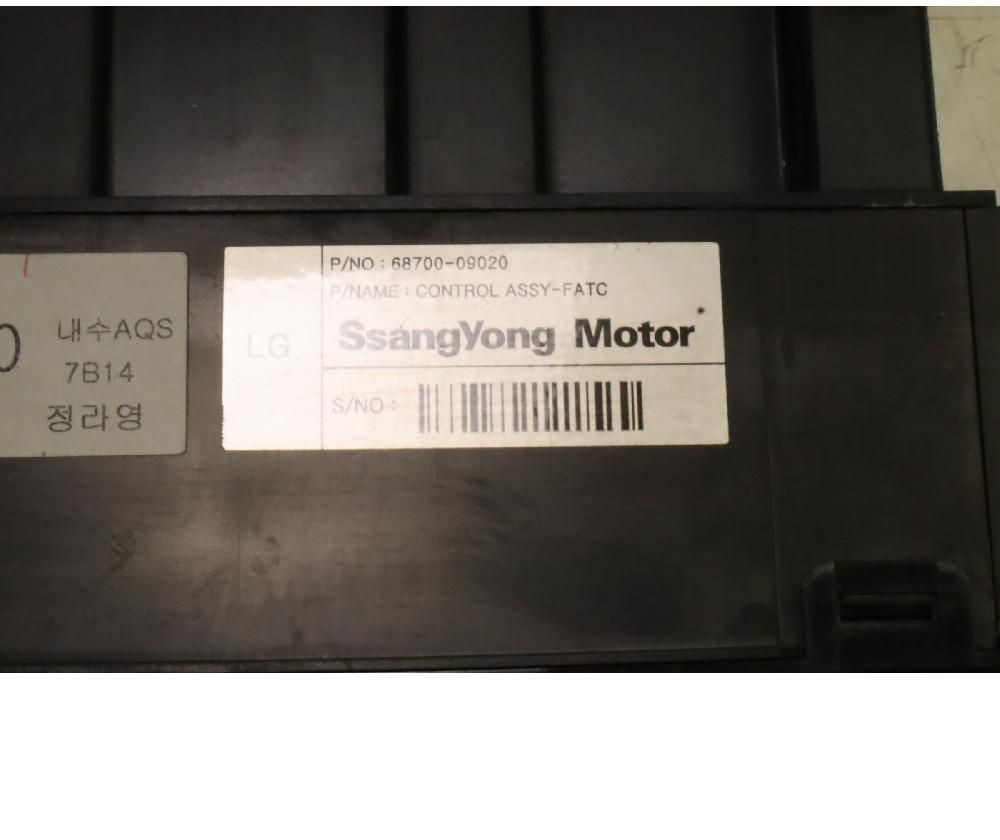 0
내수AQS
7B14
정라영
LG
P/NO : 68700-09020
P/NAME : CONTROL ASSY-FATC
SsangYong Motor
S/NO :